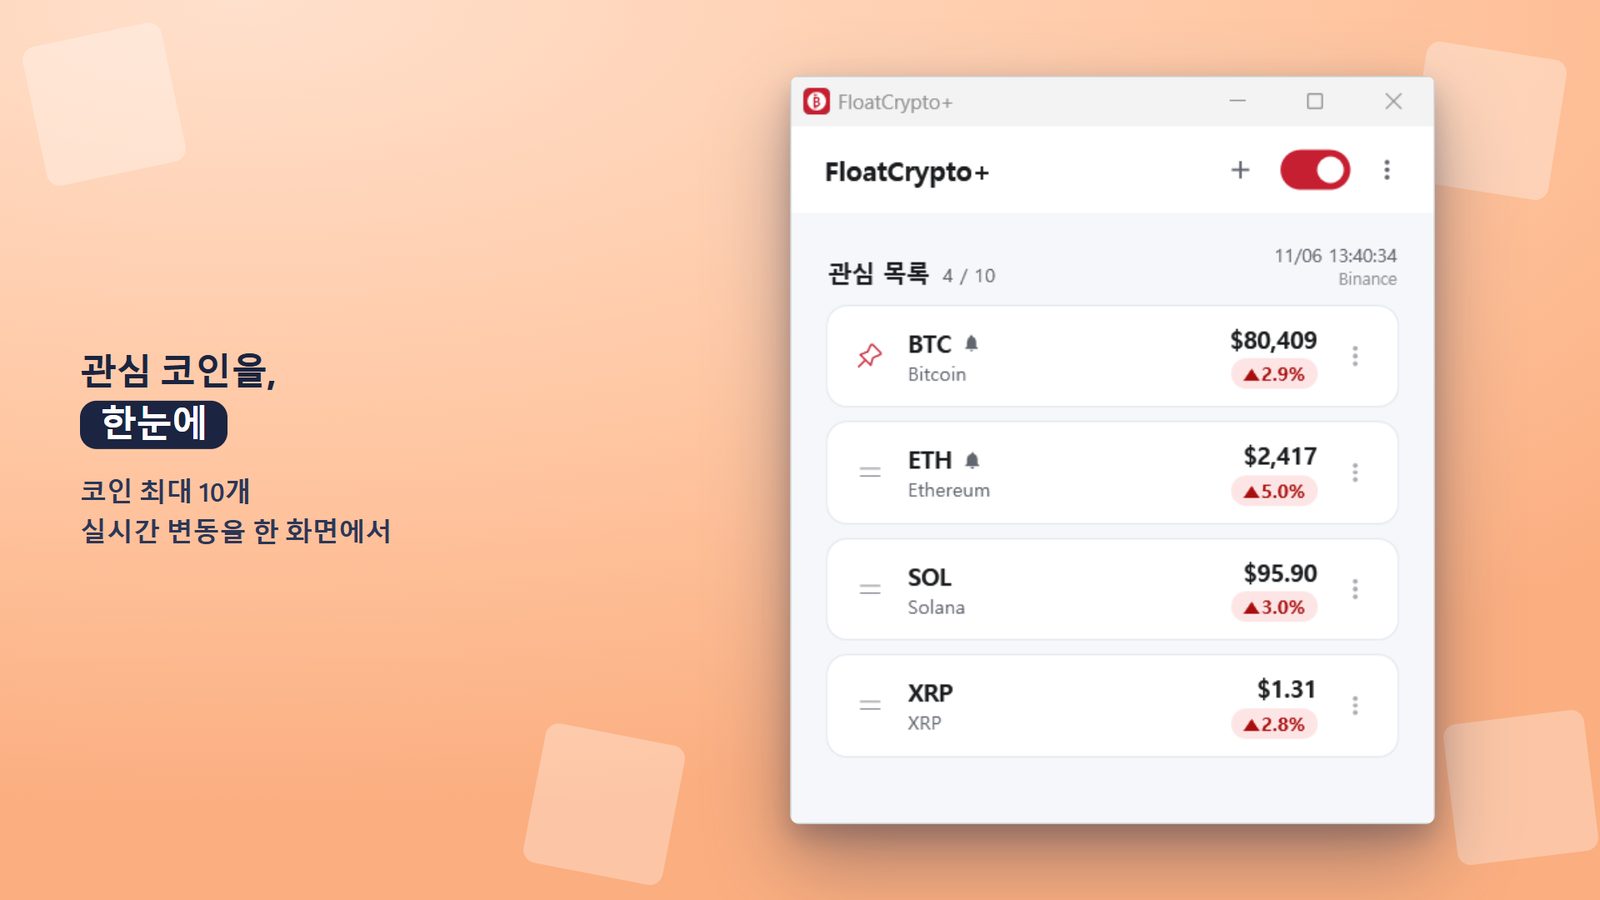 관심 코인을,
한눈에
코인 최대 10개
실시간 변동을 한 화면에서
FloatCrypto+
FloatCrypto+
관심 목록 4 / 10
11/06 13:40:34
Binance
BTC
Bitcoin
$80,409
▲2.9%
ETH
Ethereum
$2,417
▲5.0%
SOL
Solana
$95.90
▲3.0%
XRP
XRP
$1.31
▲2.8%